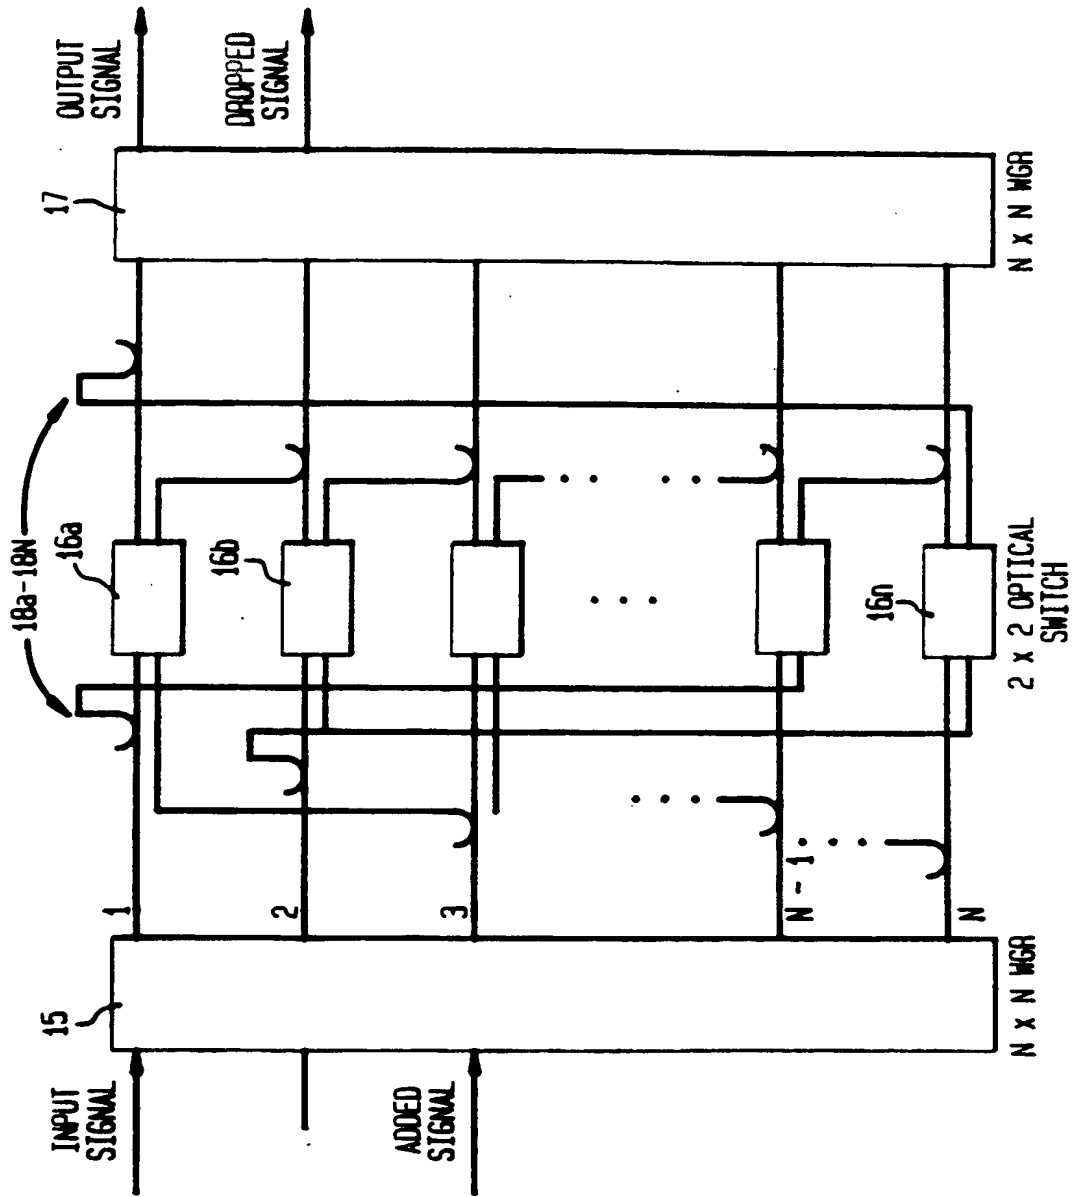 OUTPUT
SIGNAL
DROPPED
SIGNAL
17
N x N WGR
18a-18N
16a
16b
16n
2 x 2 OPTICAL
SWITCH
1
2
3
N - 1
N
15
N x N WGR
INPUT
SIGNAL
ADDED
SIGNAL